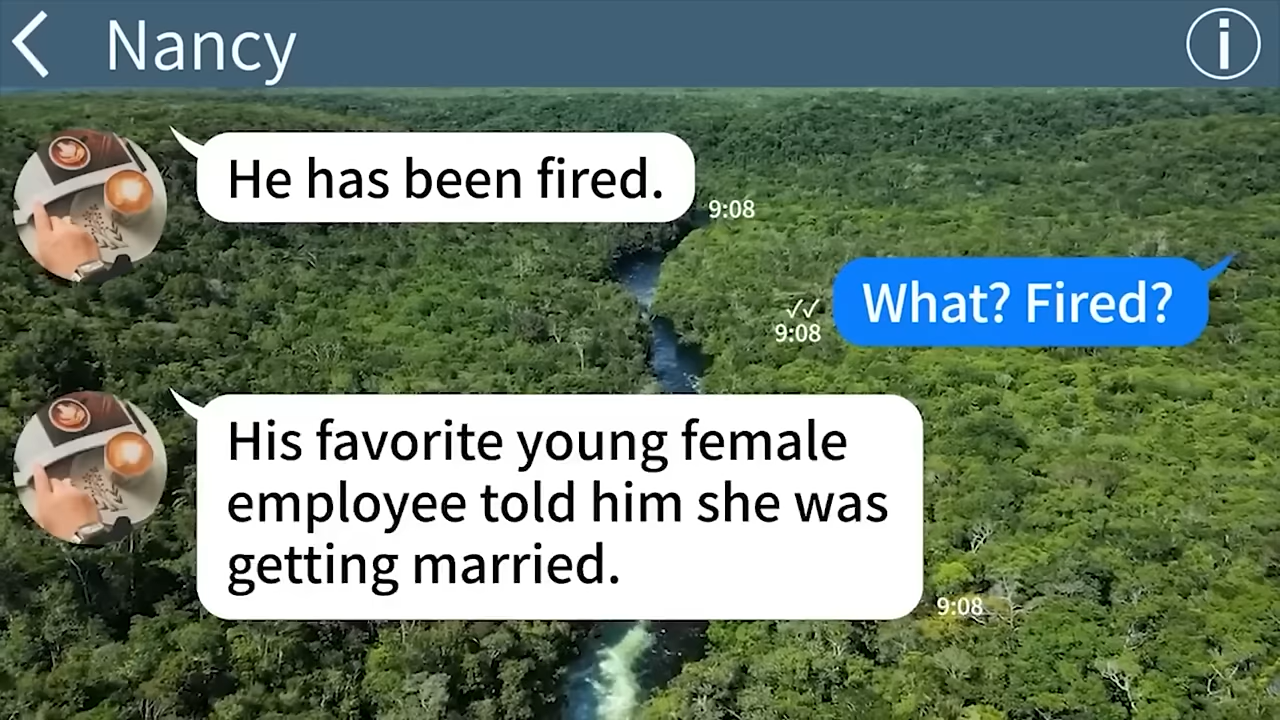 Nancy
i
He has been fired.
9:08
What? Fired?
9:08
His favorite young female
employee told him she was
getting married.
9:08